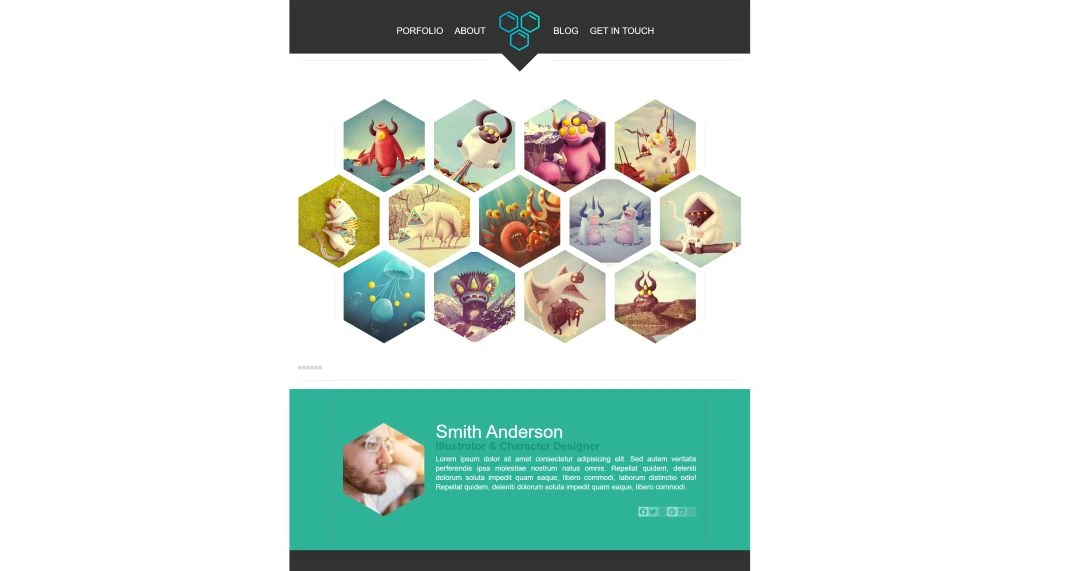 PORFOLIO ABOUT BLOG GET IN TOUCH
Smith Anderson
Illustrator & Character Designer
Lorem ipsum dolor sit amet consectetur adipisicing elit. Sed autem veritatis
perferendis ipsa molestiae nostrum natus omnis. Repellat quidem, deleniti
dolorum soluta impedit quam eaque, libero commodi, laborum distinctio odio!
Repellat quidem, deleniti dolorum soluta impedit quam eaque, libero commodi.